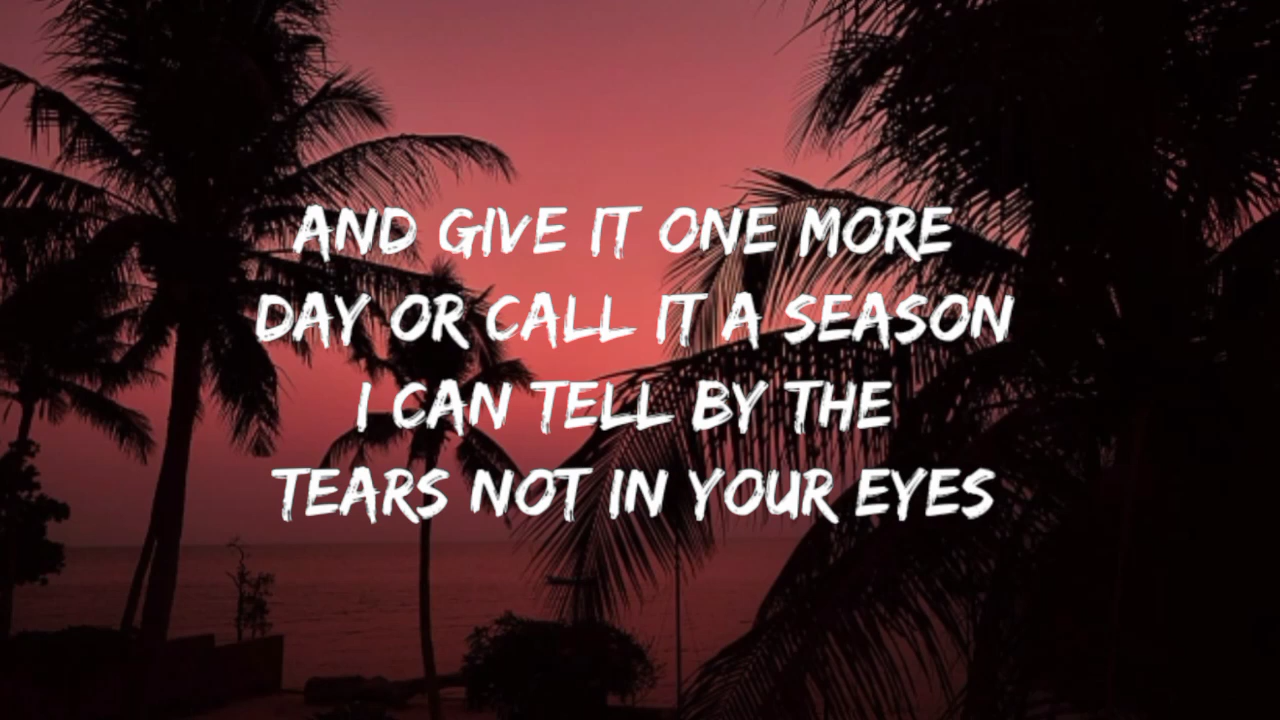 AND GIVE IT ONE MORE
DAY OR CALL IT A SEASON
I CAN TELL BY THE
TEARS NOT IN YOUR EYES